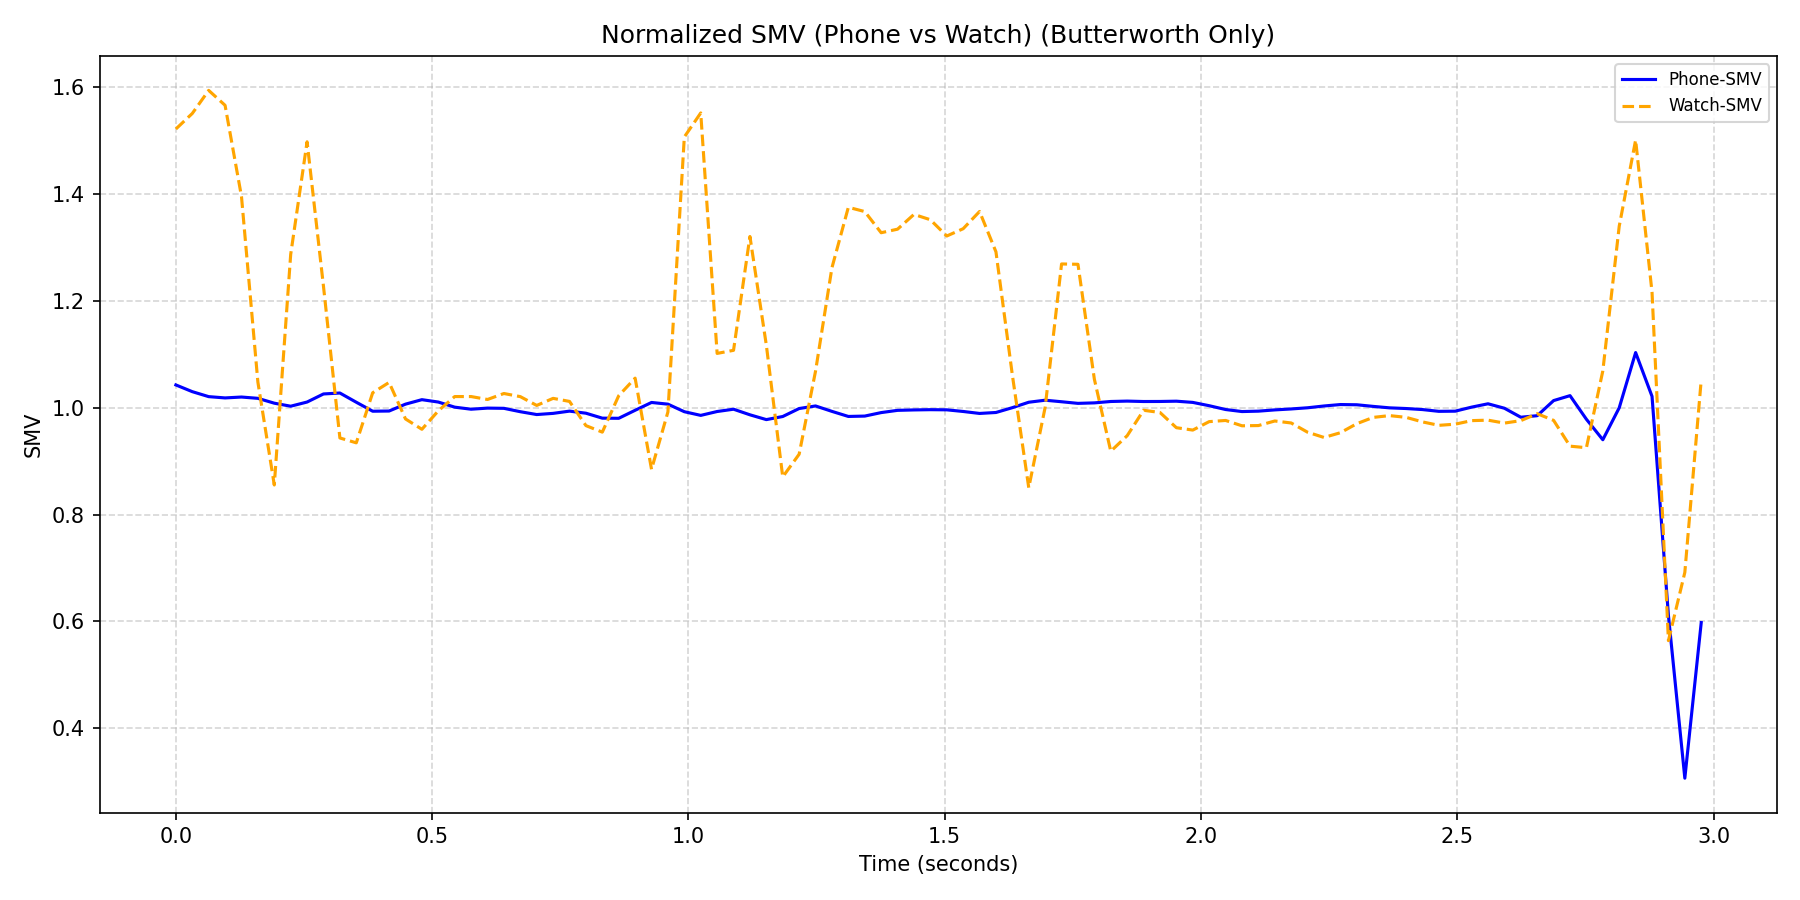 Normalized SMV (Phone vs Watch) (Butterworth Only)
Phone-SMV
Watch-SMV
1.6
1.4
1.2
1.0
0.8
0.6
0.4
SMV
0.0 0.5 1.0 1.5 2.0 2.5 3.0
Time (seconds)